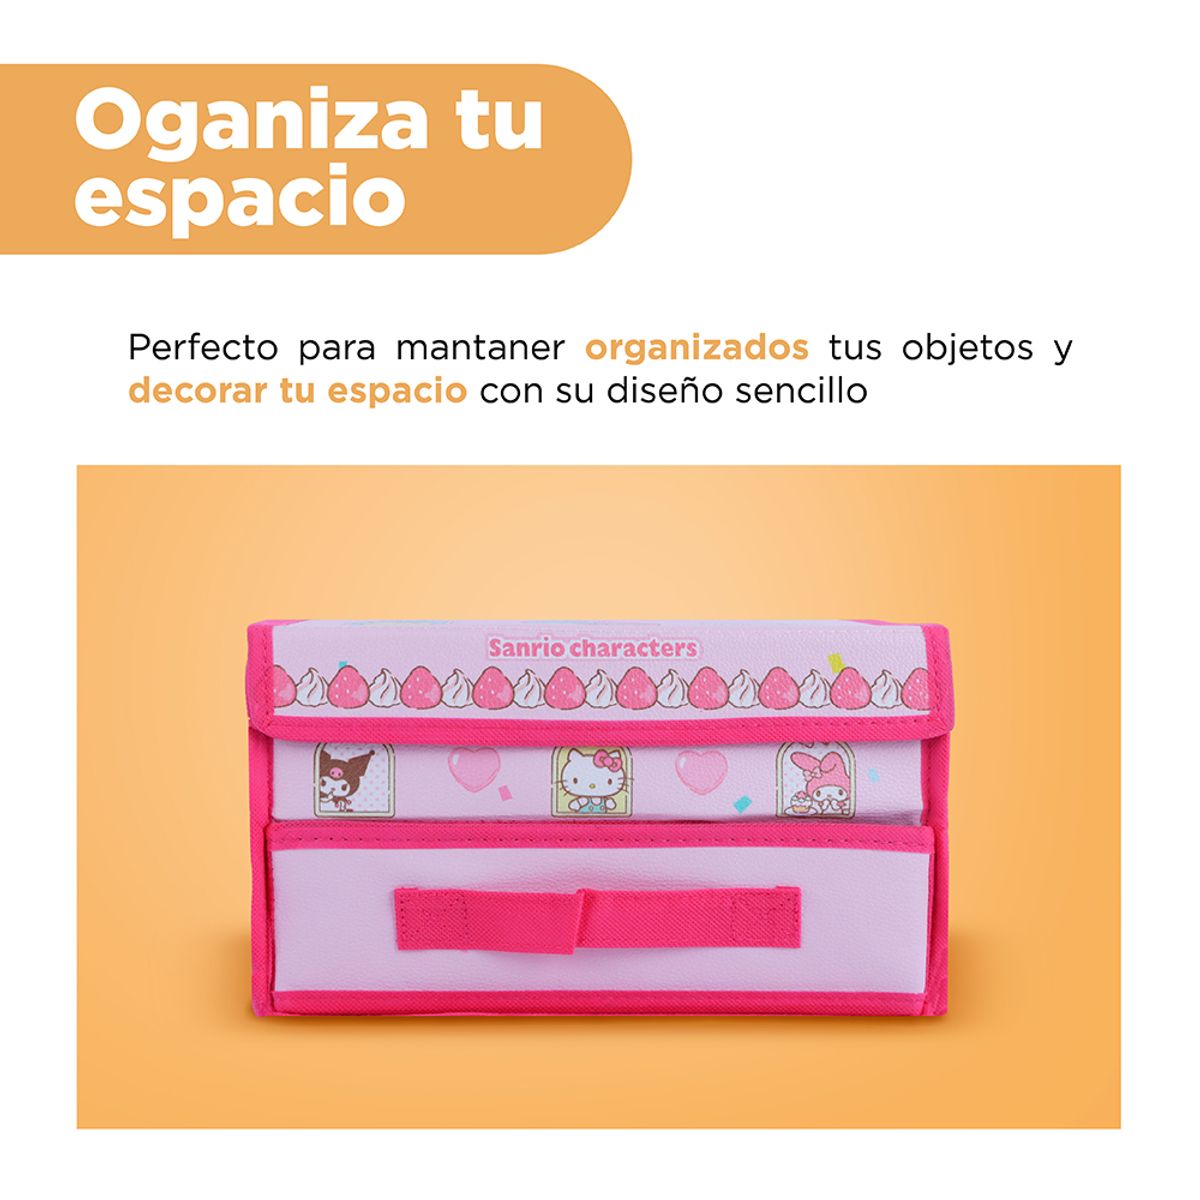 Oganiza tu
espacio
Perfecto para mantaner organizados tus objetos y
decorar tu espacio con su diseño sencillo
Sanrio characters